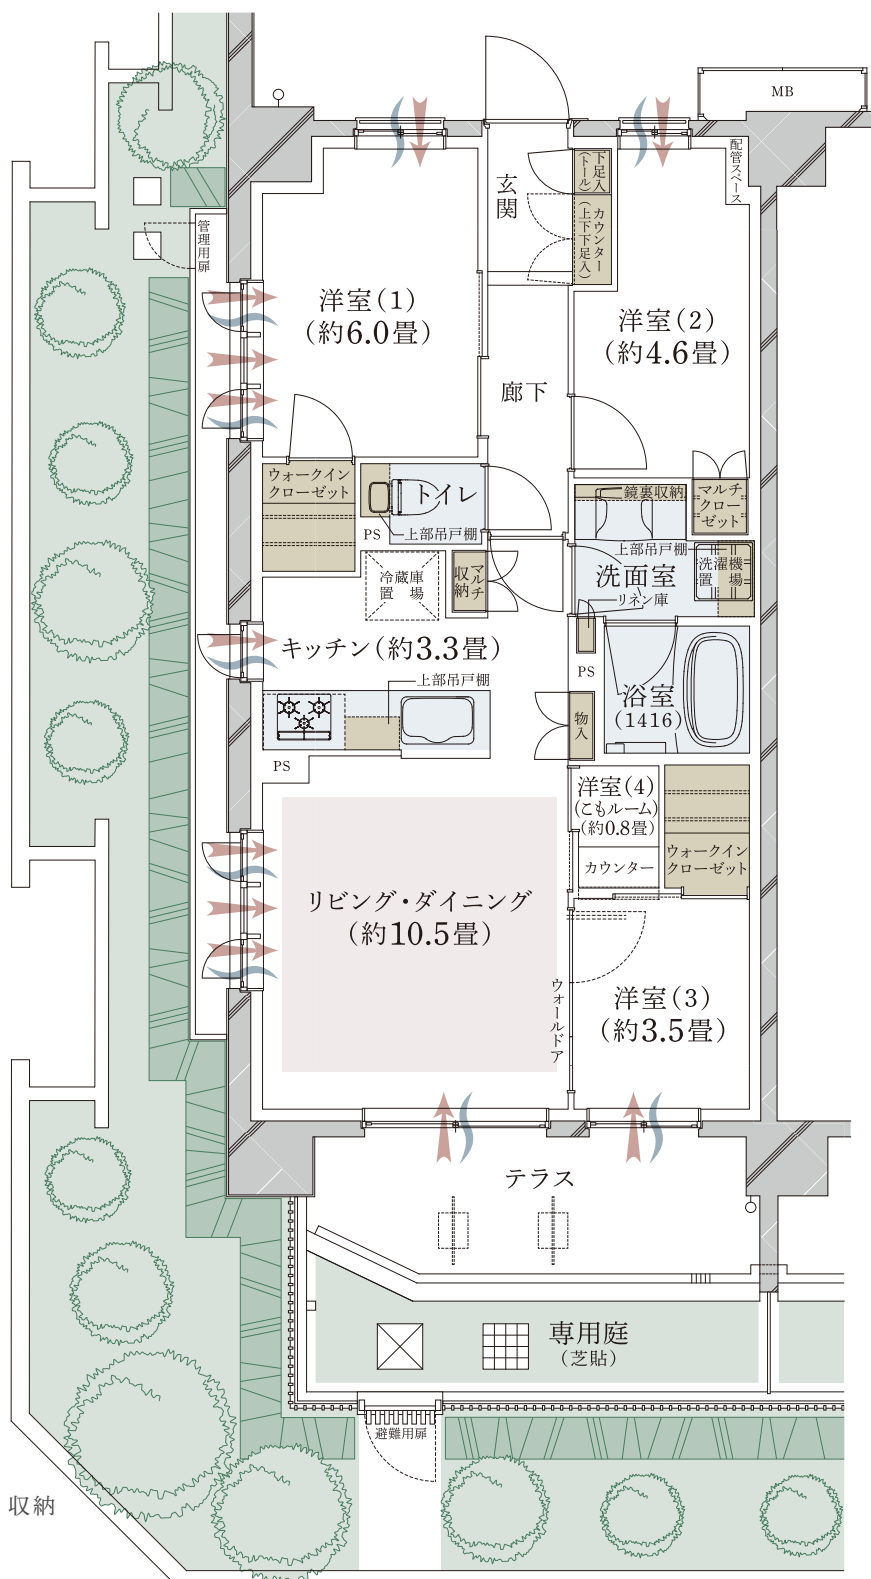 MB
配管スペース
玄関
下足入
(トール)
カウンター
(上下下足入)
管理用扉
洋室(1)
(約6.0畳)
洋室(2)
(約4.6畳)
廊下
ウォークイン
クローゼット
トイレ
PS
上部吊戸棚
鏡裏収納
マルチ
クロー
ゼット
上部吊戸棚
洗濯機
置場
洗面室
リネン庫
冷蔵庫
置場
マルチ
収納
キッチン(約3.3畳)
上部吊戸棚
PS
浴室
(1416)
物入
PS
洋室(4)
(こもルーム)
(約0.8畳)
カウンター
ウォークイン
クローゼット
リビング・ダイニング
(約10.5畳)
ウォールドア
洋室(3)
(約3.5畳)
テラス
専用庭
(芝貼)
避難用扉
収納